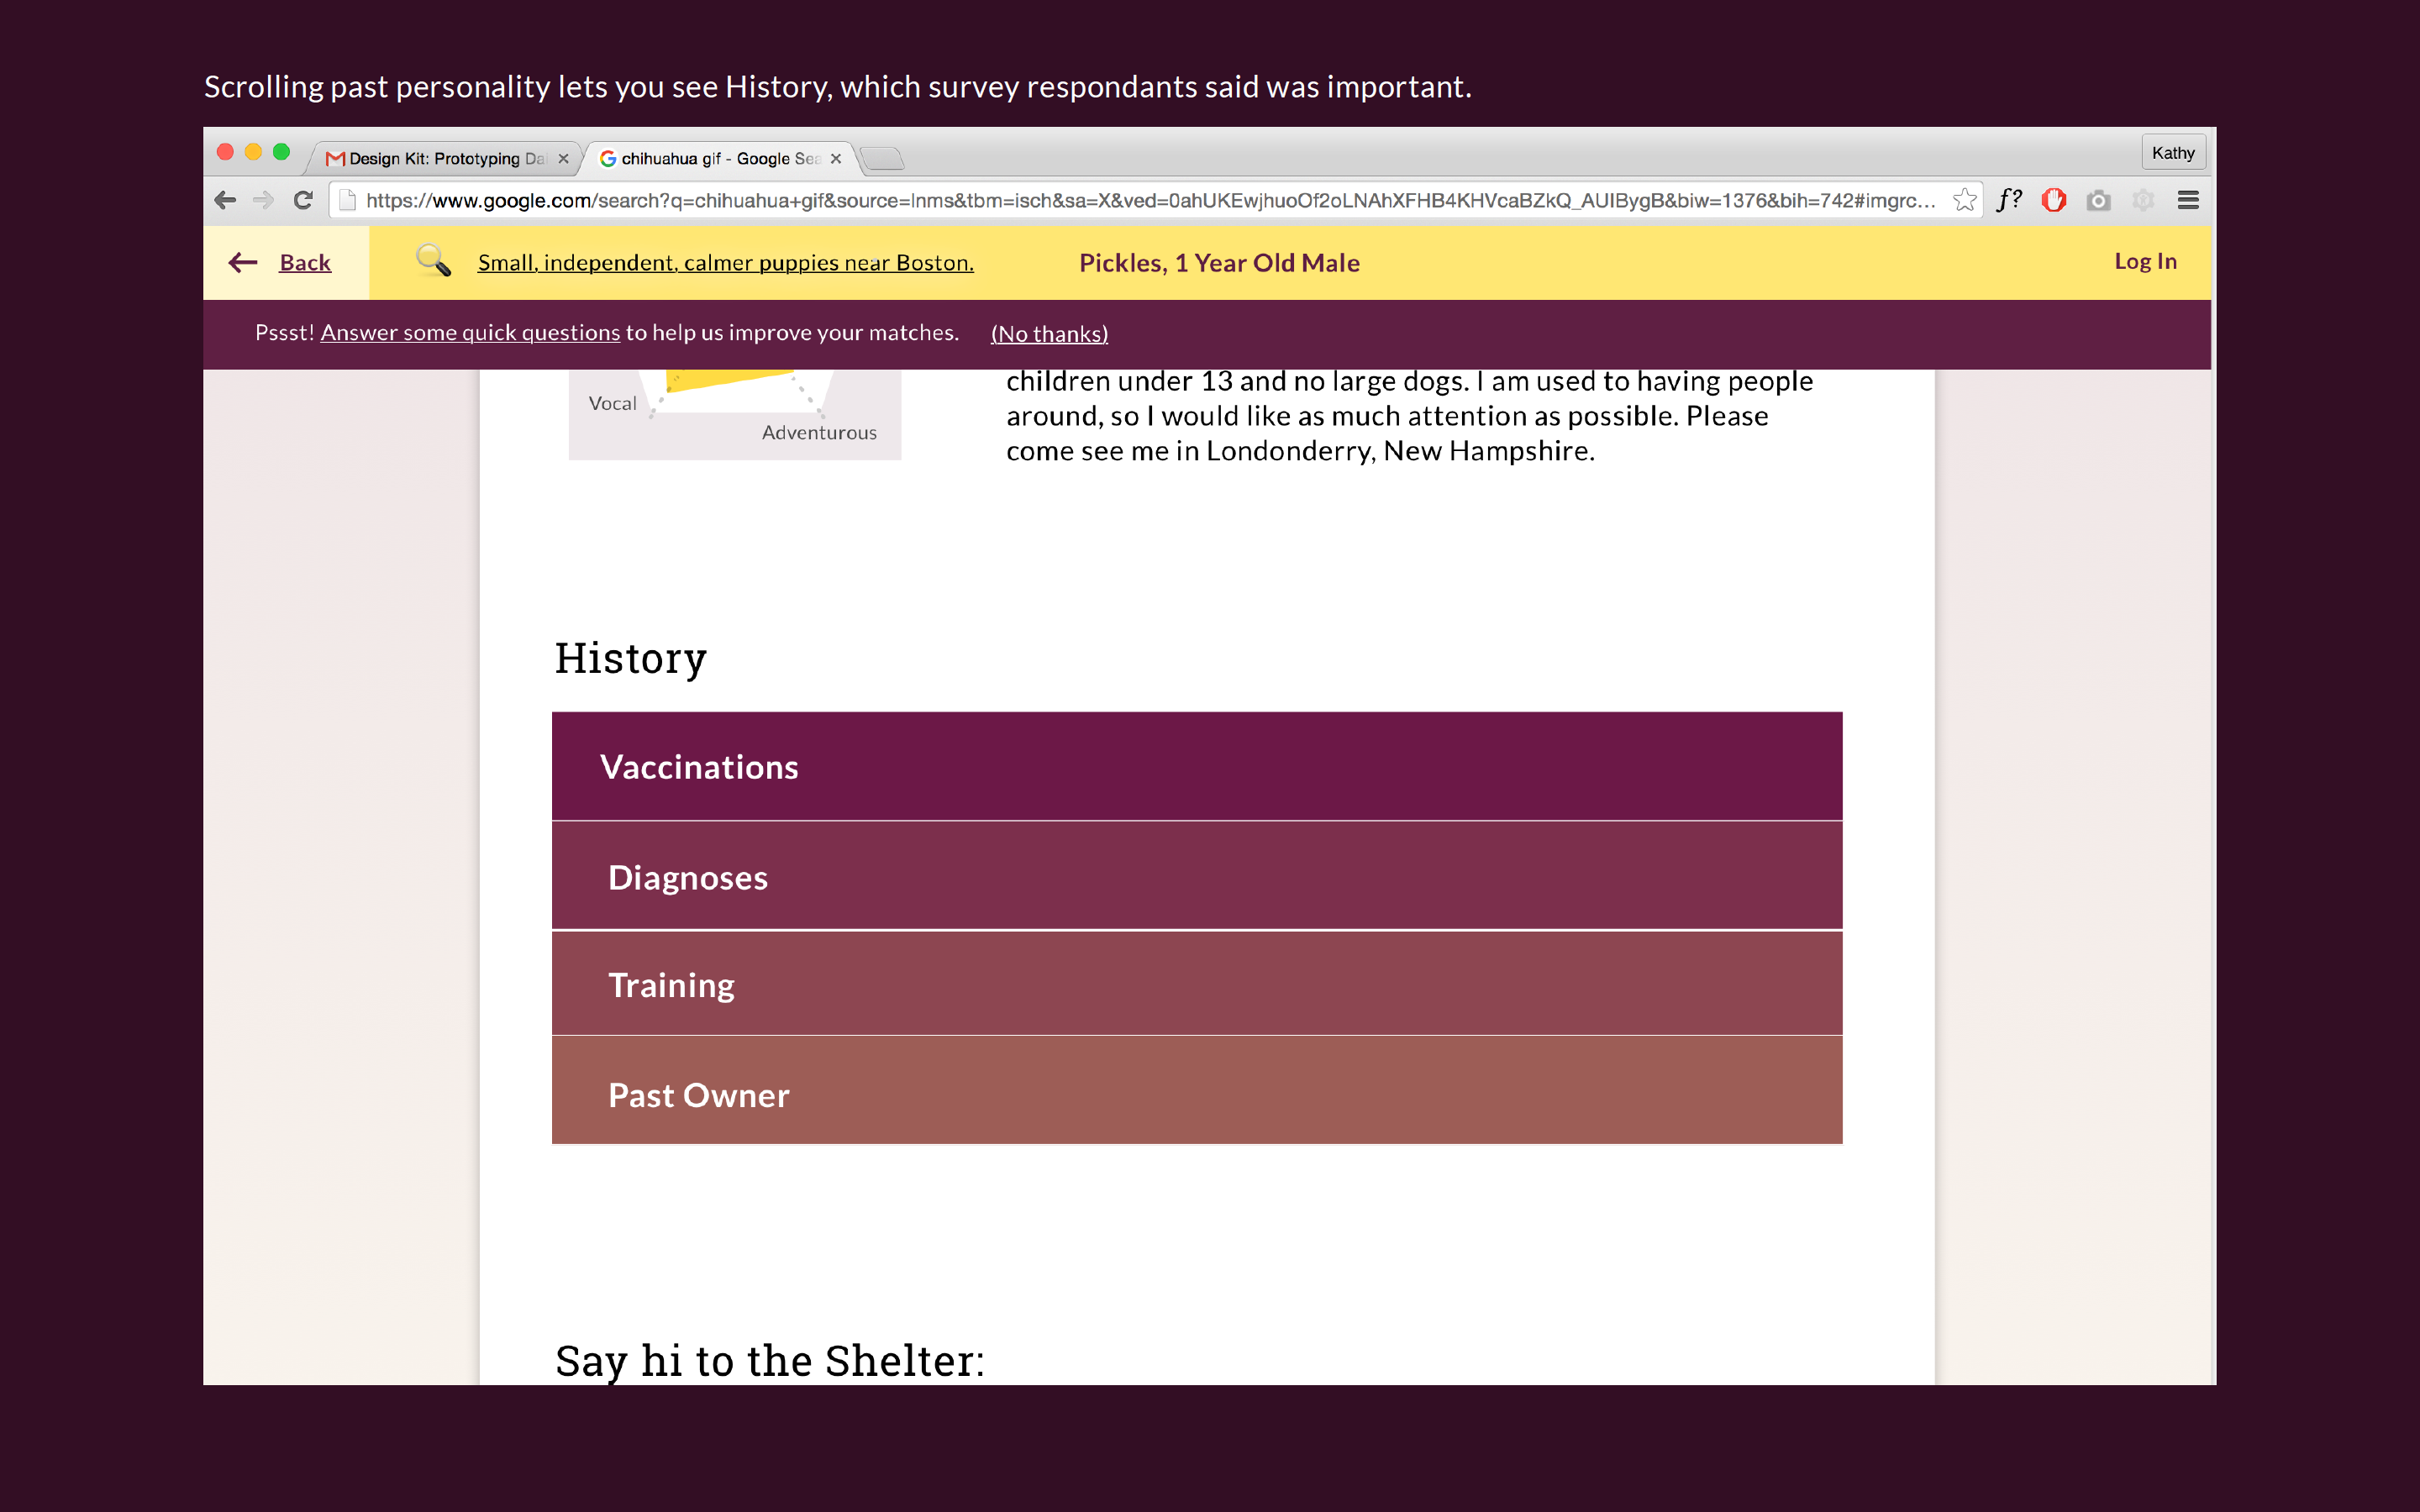 Scrolling past personality lets you see History, which survey respondants said was important.
Design Kit: Prototyping Da
chihuahua gif - Google Sea
Kathy
https://www.google.com/search?q=chihuahua+gif&source=lnms&tbm=isch&sa=X&ved=0ahUKEwjhuoOf2oLNAhXFHB4KHVcaBZkQ_AUIBygB&biw=1376&bih=742#imgrc...
f?
Back
Small, independent, calmer puppies near Boston.
Pickles, 1 Year Old Male
Log In
Pssst! Answer some quick questions to help us improve your matches. (No thanks)
Vocal
Adventurous
children under 13 and no large dogs. I am used to having people
around, so I would like as much attention as possible. Please
come see me in Londonderry, New Hampshire.
History
Vaccinations
Diagnoses
Training
Past Owner
Say hi to the Shelter: